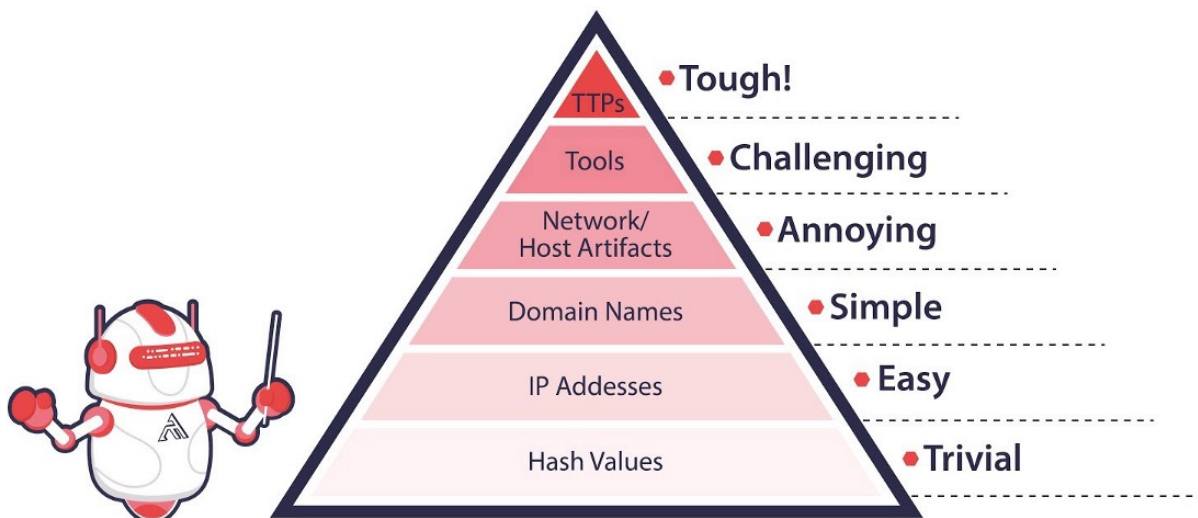 TTPs
Tough!
Tools
Challenging
Network/
Host Artifacts
Annoying
Domain Names
Simple
IP Addesses
Easy
Hash Values
Trivial